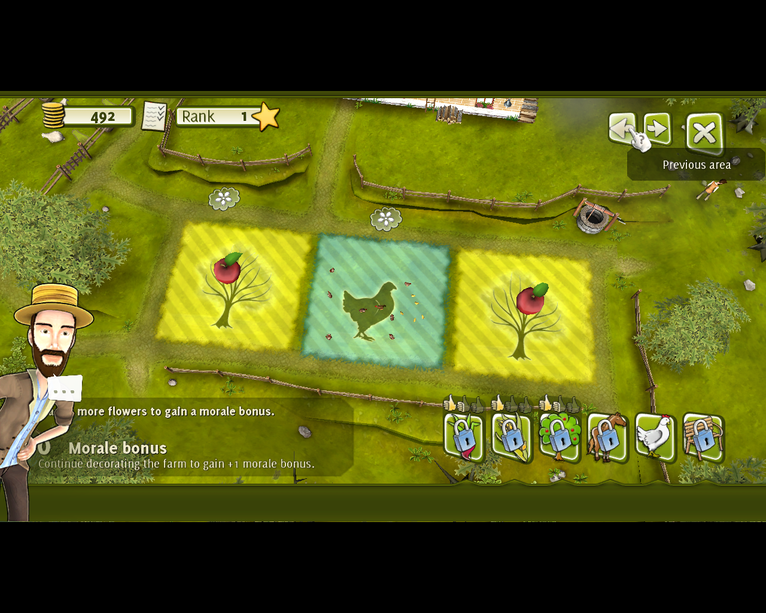 492
Rank 1
Previous area
?
...
more flowers to gain a morale bonus.
0 Morale bonus
Continue decorating the farm to gain +1 morale bonus.